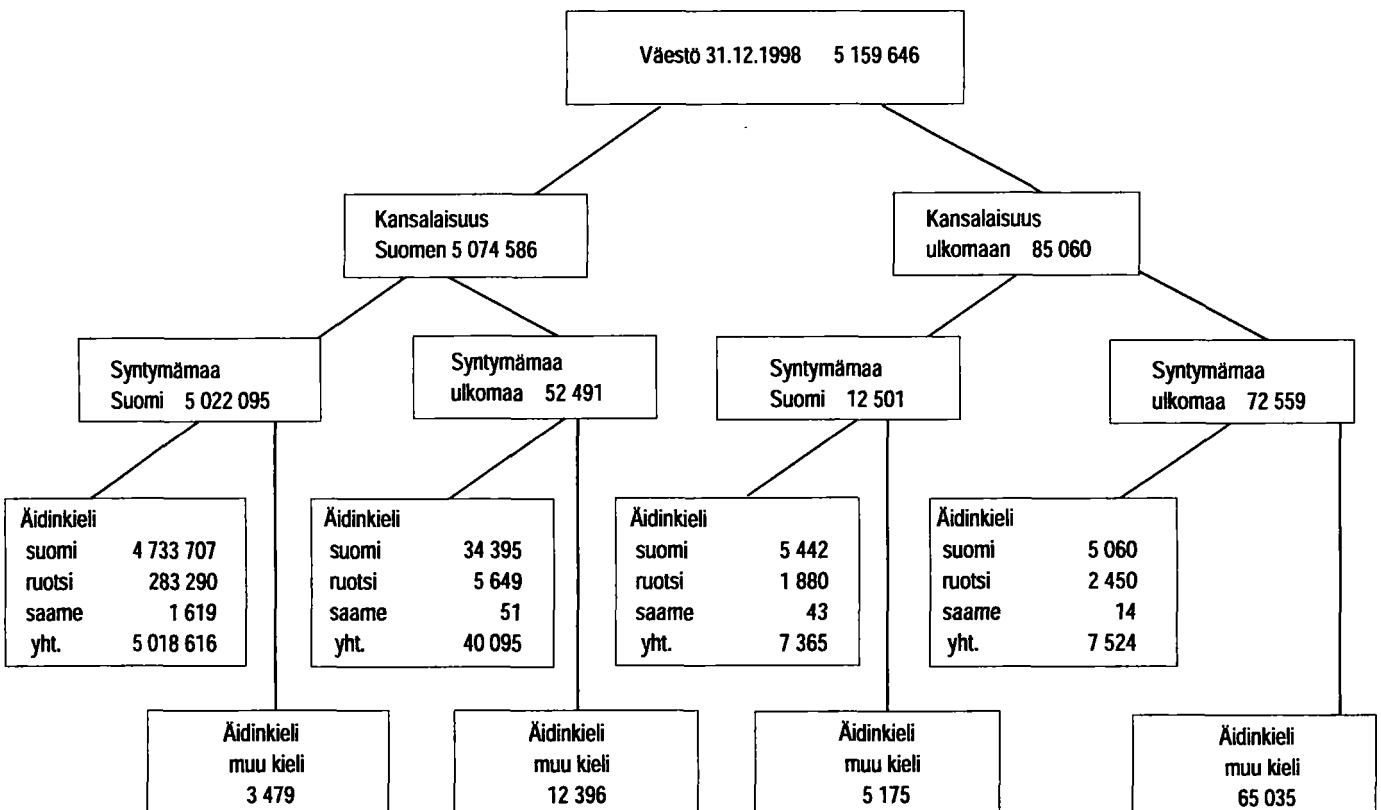 Väestö 31.12.1998 5 159 646
Kansalaisuus
Suomen 5 074 586
Kansalaisuus
ulkomaan 85 060
Syntymämaa
Suomi 5 022 095
Syntymämaa
ulkomaa 52 491
Syntymämaa
Suomi 12 501
Syntymämaa
ulkomaa 72 559
Äidinkieli
suomi 4 733 707
ruotsi 283 290
saame 1 619
yht. 5 018 616
Äidinkieli
suomi 34 395
ruotsi 5 649
saame 51
yht. 40 095
Äidinkieli
suomi 5 442
ruotsi 1 880
saame 43
yht. 7 365
Äidinkieli
suomi 5 060
ruotsi 2 450
saame 14
yht. 7 524
Äidinkieli
muu kieli
3 479
Äidinkieli
muu kieli
12 396
Äidinkieli
muu kieli
5 175
Äidinkieli
muu kieli
65 035